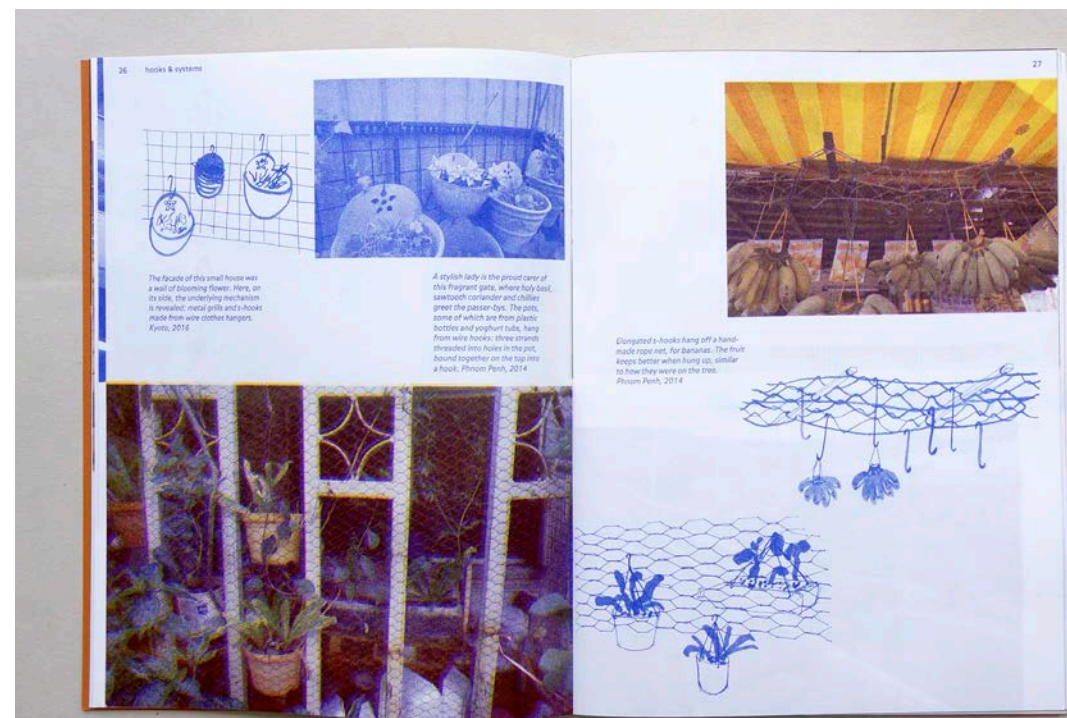 26
hooks & systems
The facade of this small house was
a wall of blooming flower. Here, on
its side, the underlying mechanism
is revealed: metal grills and s-hooks
made from wire clothes hangers.
Kyoto, 2016
A stylish lady is the proud carer of
this fragrant gate, where holy basil,
sawtooth coriander and chillies
greet the passer-bys. The pots,
some of which are from plastic
bottles and yoghurt tubs, hang
from wire hooks: three strands
threaded into holes in the pot,
bound together on the top into
a hook. Phnom Penh, 2014
27
Elongated s-hooks hang off a hand-
made rope net, for bananas. The fruit
keeps better when hung up, similar
to how they were on the tree.
Phnom Penh, 2014